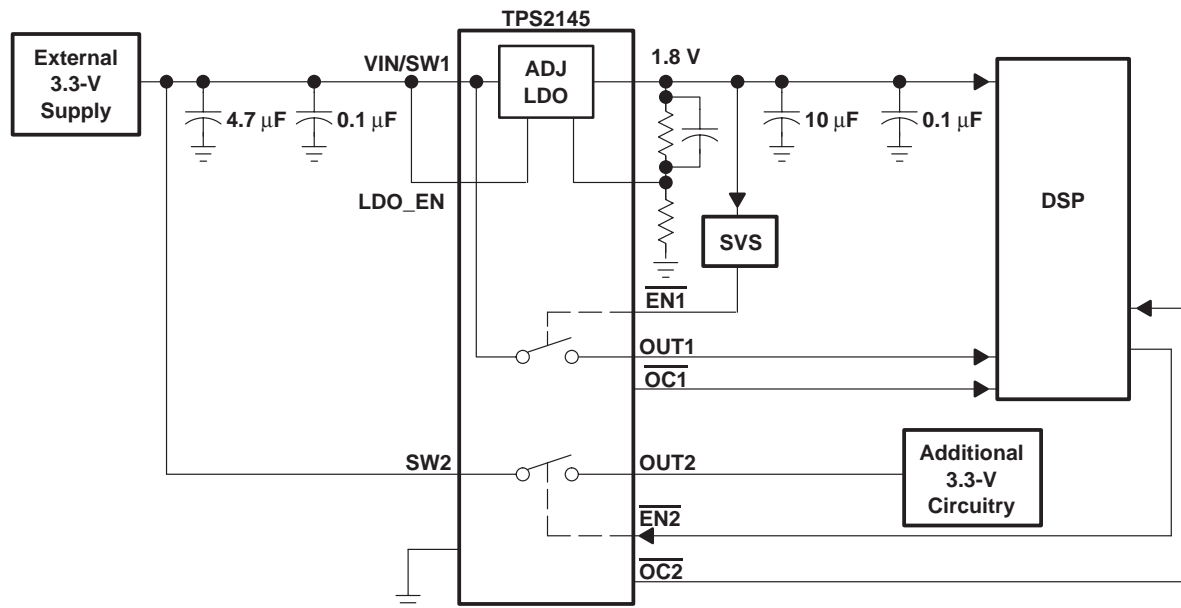 TPS2145
External
3.3-V
Supply
VIN/SW1
ADJ
LDO
1.8 V
4.7 μF
0.1 μF
10 μF
0.1 μF
LDO_EN
DSP
SVS
EN1
OUT1
OC1
SW2
OUT2
Additional
3.3-V
Circuitry
EN2
OC2